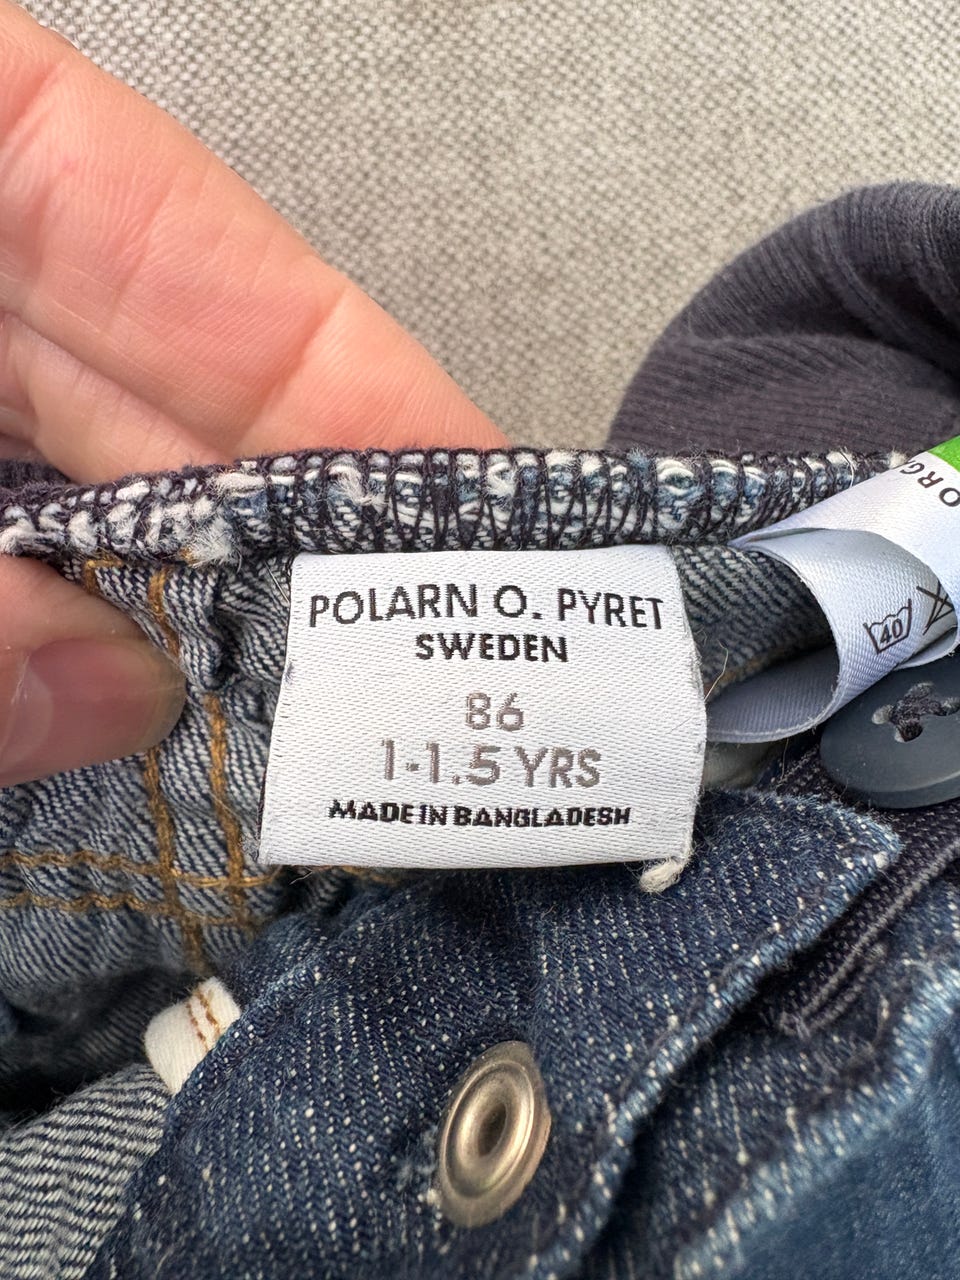 POLARN O. PYRET
SWEDEN
86
1-1.5 YRS
MADE IN BANGLADESH
40